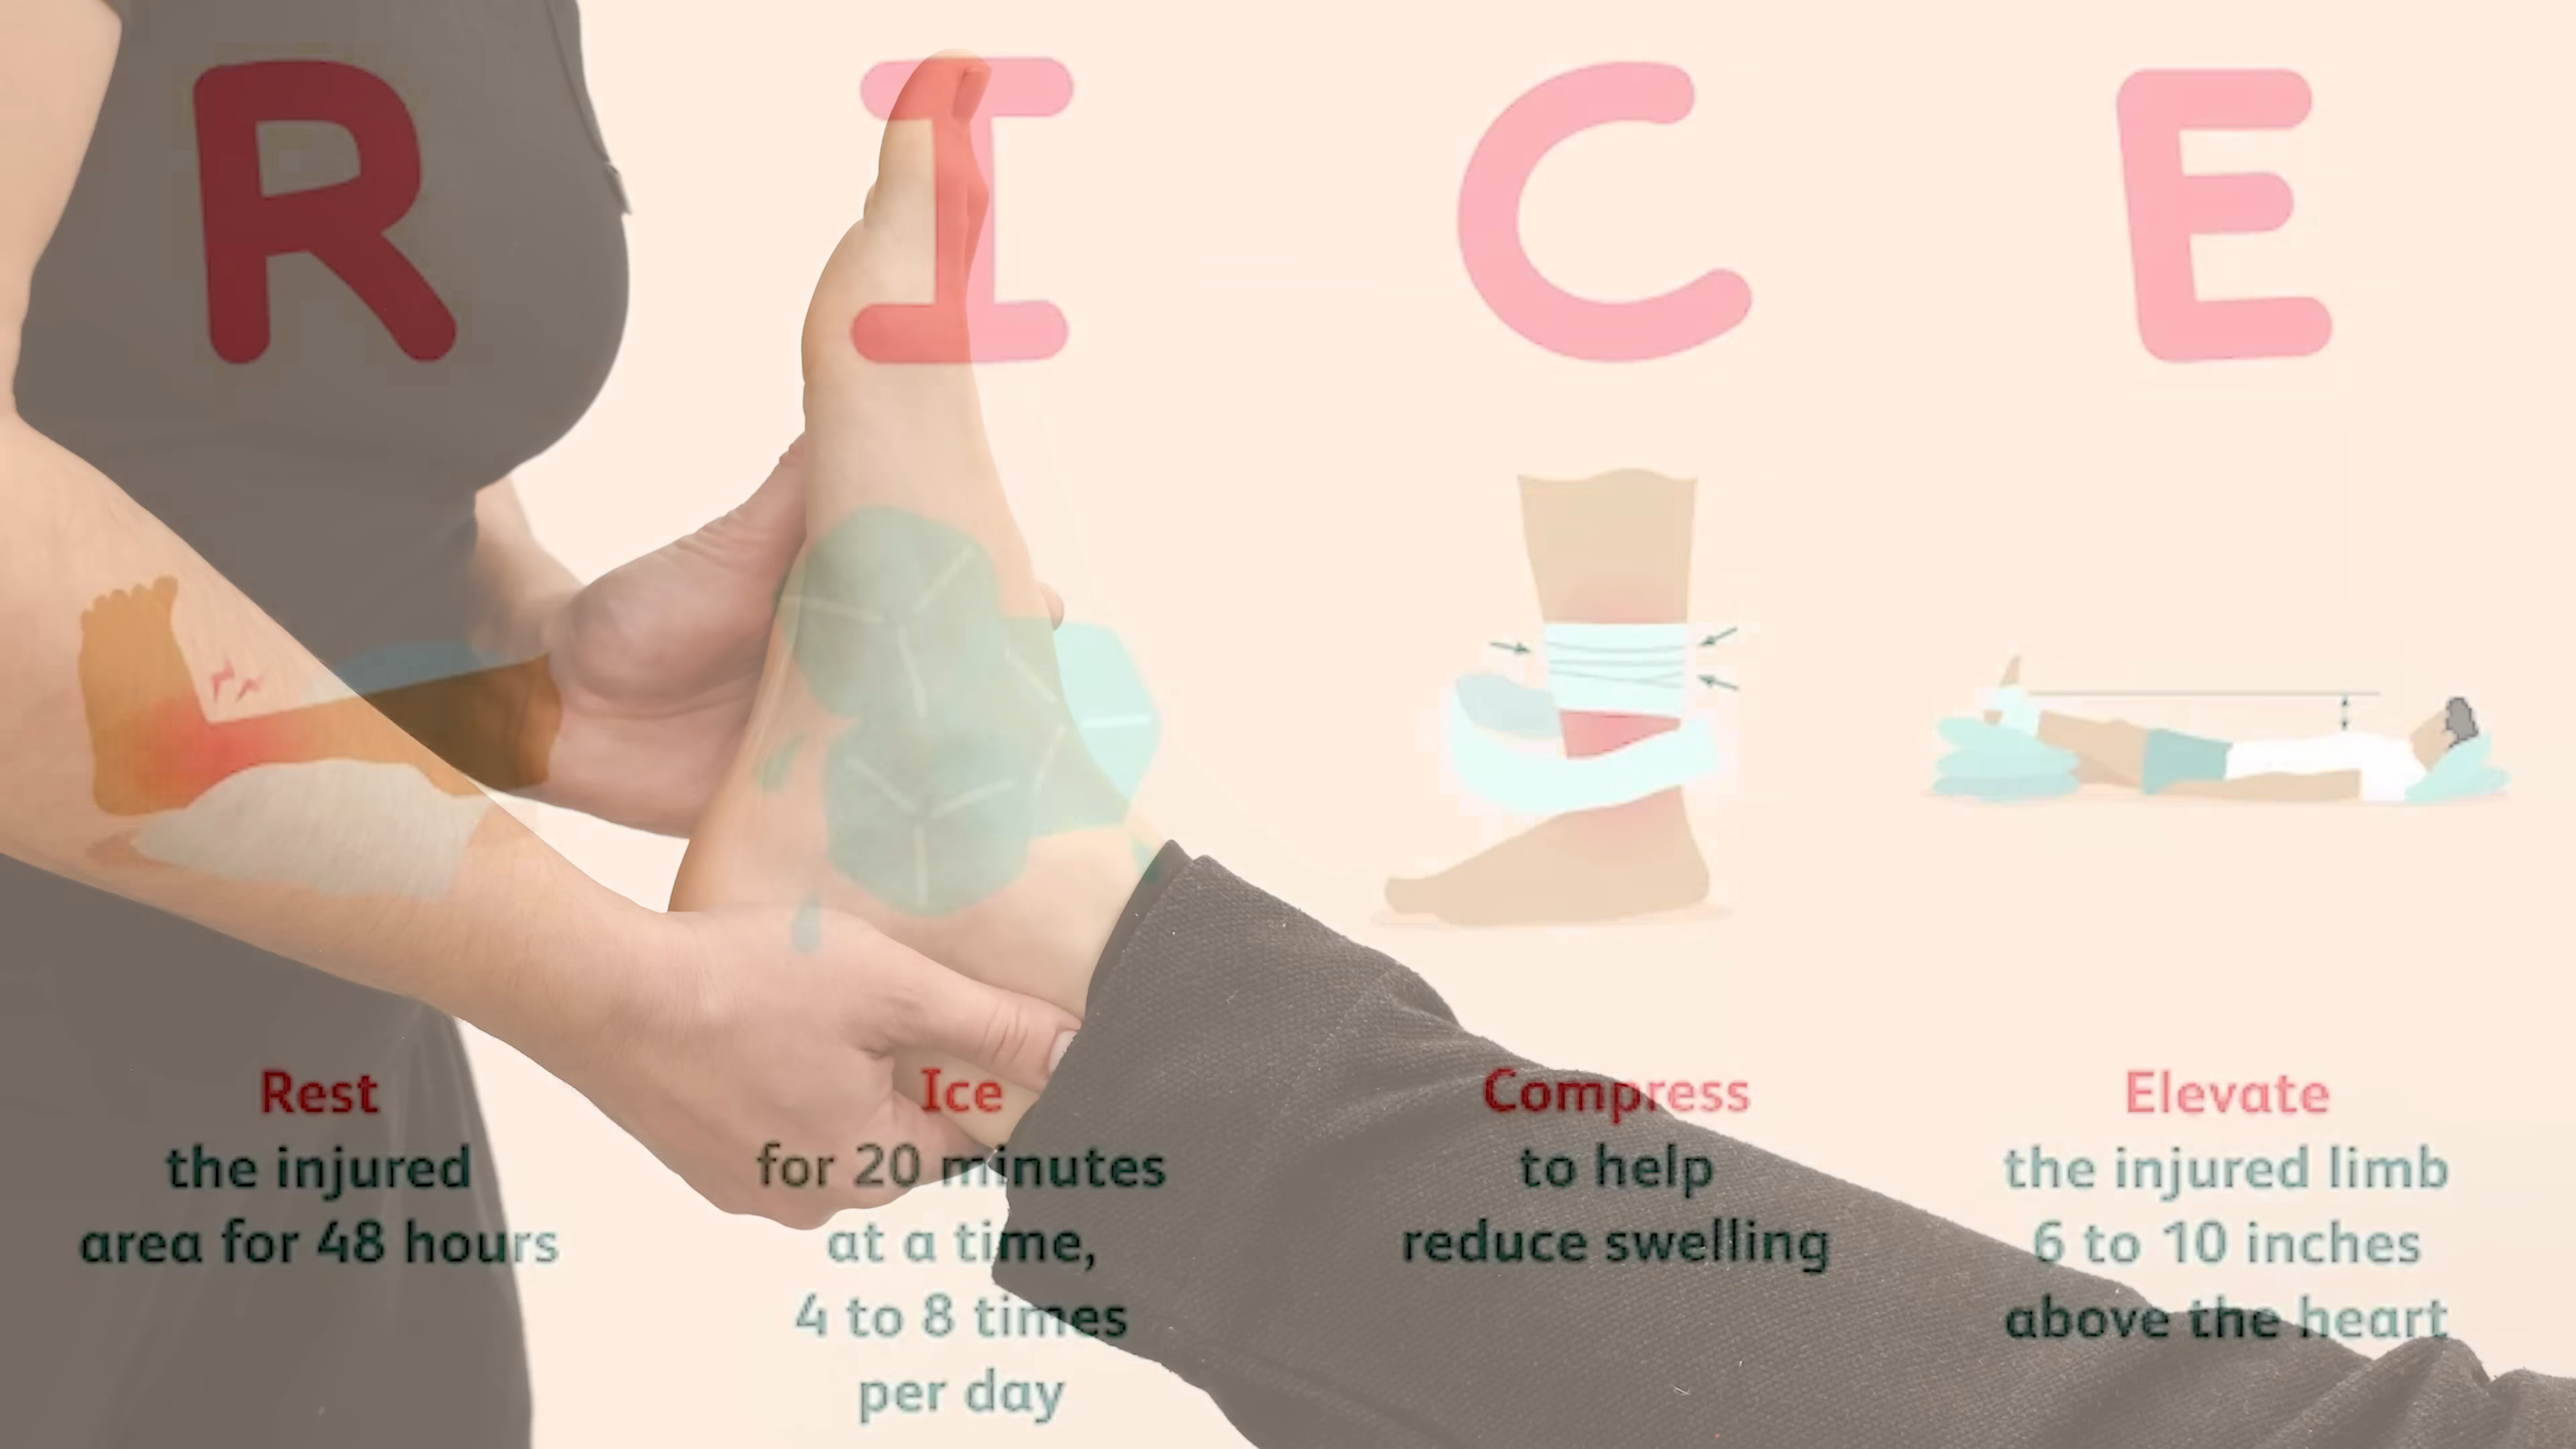 R I C E
Rest
the injured
area for 48 hours
Ice
for 20 minutes
at a time,
4 to 8 times
per day
Compress
to help
reduce swelling
Elevate
the injured limb
6 to 10 inches
above the heart